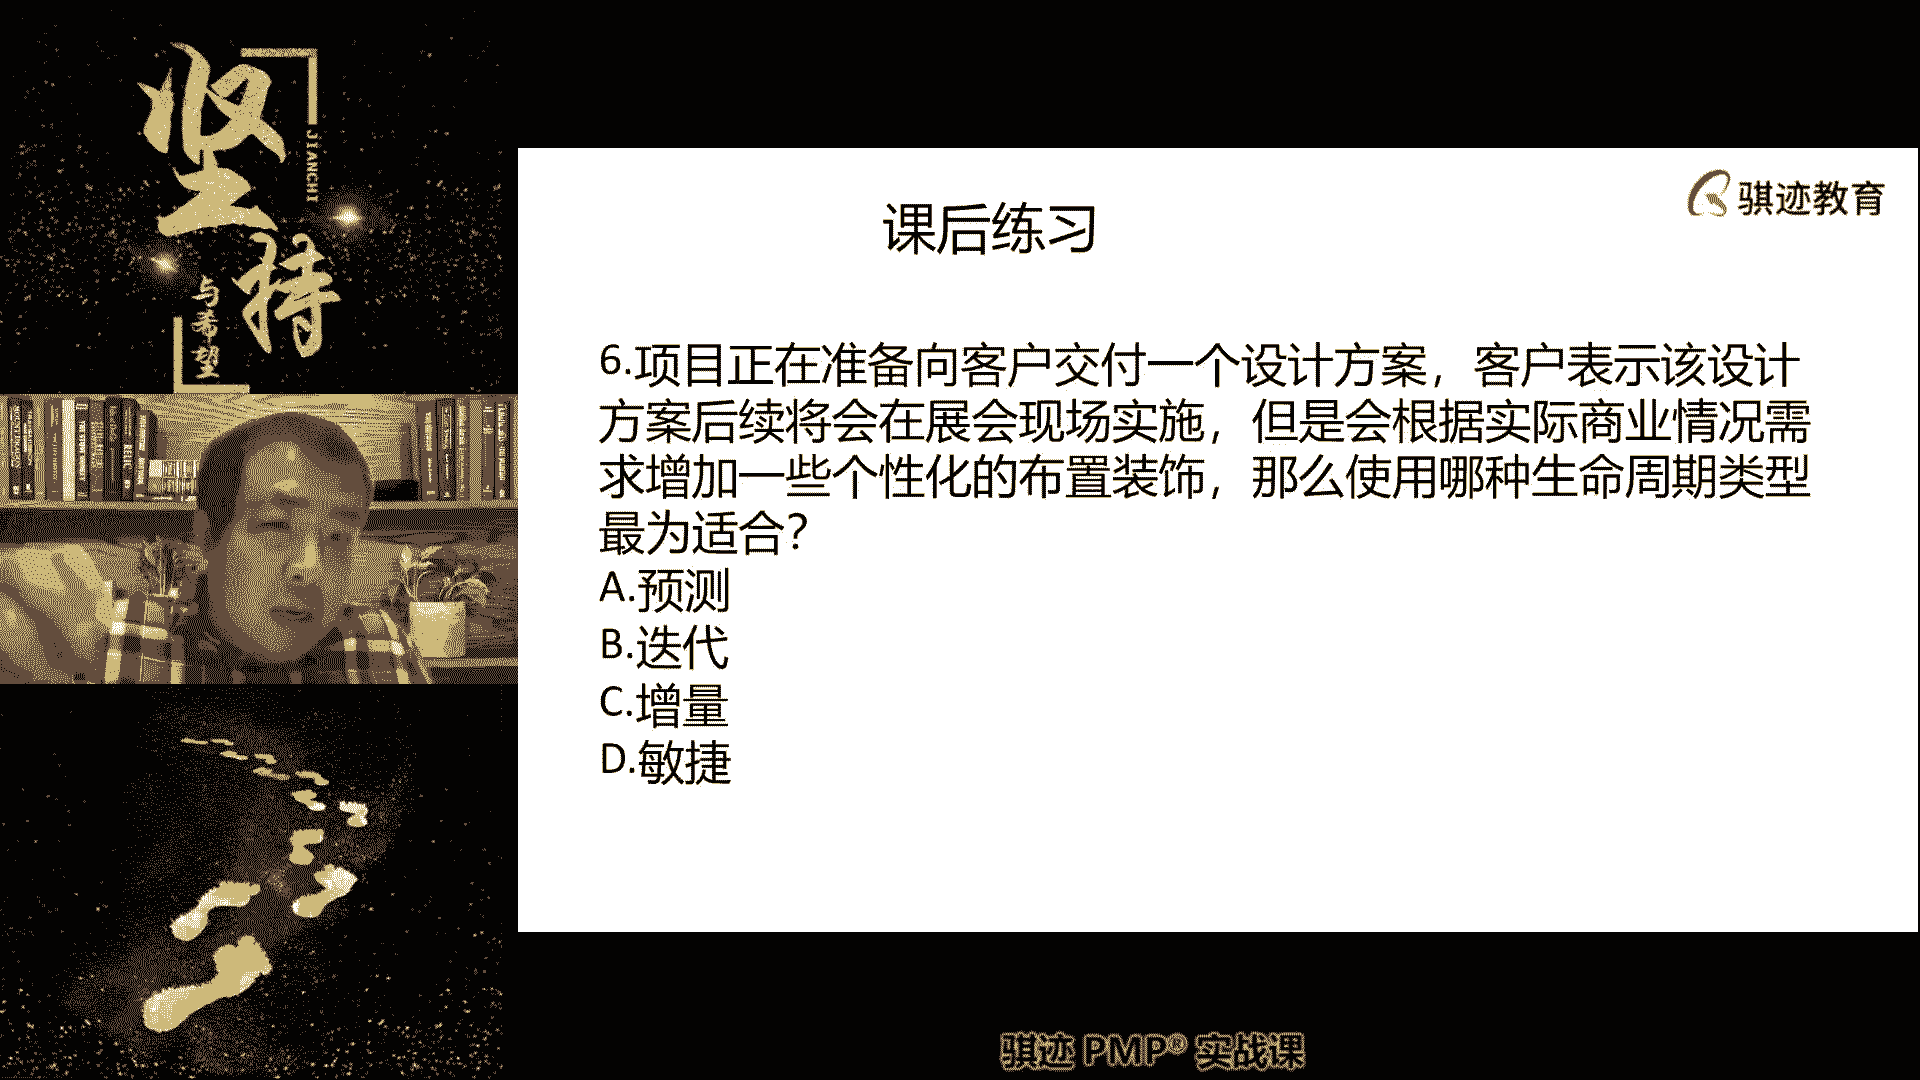 坚持
JIANCHI
与希望
骐迹教育
课后练习
6.项目正在准备向客户交付一个设计方案，客户表示该设计
方案后续将会在展会现场实施，但是会根据实际商业情况需
求增加一些个性化的布置装饰，那么使用哪种生命周期类型
最为适合？
A.预测
B.迭代
C.增量
D.敏捷
骐迹 PMP® 实战课